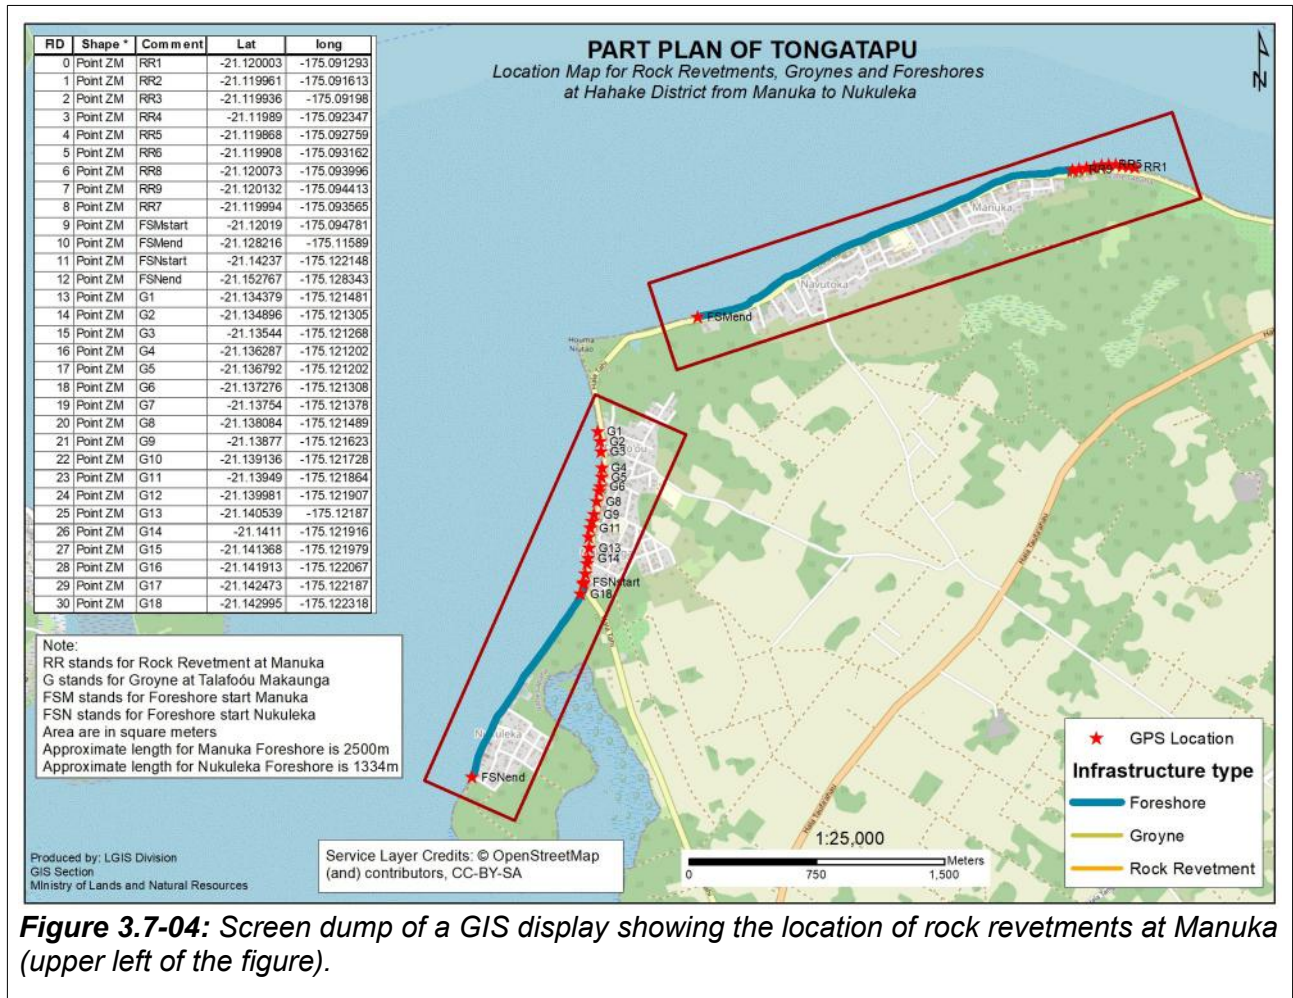 PART PLAN OF TONGATAPU
Location Map for Rock Revetments, Groynes and Foreshores
at Hahake District from Manuka to Nukuleka
FID Shape * Comment Lat long
0 Point ZM RR1 -21.120003 -175.091293
1 Point ZM RR2 -21.119961 -175.091613
2 Point ZM RR3 -21.119936 -175.09198
3 Point ZM RR4 -21.11989 -175.092347
4 Point ZM RR5 -21.119868 -175.092759
5 Point ZM RR6 -21.119908 -175.093162
6 Point ZM RR8 -21.120073 -175.093996
7 Point ZM RR9 -21.120132 -175.094413
8 Point ZM RR7 -21.119994 -175.093565
9 Point ZM FSMstart -21.12019 -175.094781
10 Point ZM FSMend -21.128216 -175.11589
11 Point ZM FSNstart -21.14237 -175.122148
12 Point ZM FSNend -21.152767 -175.128343
13 Point ZM G1 -21.134379 -175.121481
14 Point ZM G2 -21.134896 -175.121305
15 Point ZM G3 -21.13544 -175.121268
16 Point ZM G4 -21.136287 -175.121202
17 Point ZM G5 -21.136792 -175.121202
18 Point ZM G6 -21.137276 -175.121308
19 Point ZM G7 -21.13754 -175.121378
20 Point ZM G8 -21.138084 -175.121489
21 Point ZM G9 -21.13877 -175.121623
22 Point ZM G10 -21.139136 -175.121728
23 Point ZM G11 -21.13949 -175.121864
24 Point ZM G12 -21.139981 -175.121907
25 Point ZM G13 -21.140539 -175.12187
26 Point ZM G14 -21.1411 -175.121916
27 Point ZM G15 -21.141368 -175.121979
28 Point ZM G16 -21.141913 -175.122067
29 Point ZM G17 -21.142473 -175.122187
30 Point ZM G18 -21.142995 -175.122318
N
RR5
RR1
Manuka
Navutoka
FSMend
Houma
Niutao
G1
G2
G3
G4
G5
G6
G8
G9
G11
G13
G14
FSNstart
G18
Hala Taufa'ahau
Hala Taufa'ahau
Nukuleka
FSNend
Note:
RR stands for Rock Revetment at Manuka
G stands for Groyne at Talafoóu Makaunga
FSM stands for Foreshore start Manuka
FSN stands for Foreshore start Nukuleka
Area are in square meters
Approximate length for Manuka Foreshore is 2500m
Approximate length for Nukuleka Foreshore is 1334m
GPS Location
Infrastructure type
Foreshore
Groyne
Rock Revetment
1:25,000
Meters
0 750 1,500
Produced by: LGIS Division
GIS Section
Ministry of Lands and Natural Resources
Service Layer Credits: © OpenStreetMap
(and) contributors, CC-BY-SA
Figure 3.7-04: Screen dump of a GIS display showing the location of rock revetments at Manuka
(upper left of the figure).